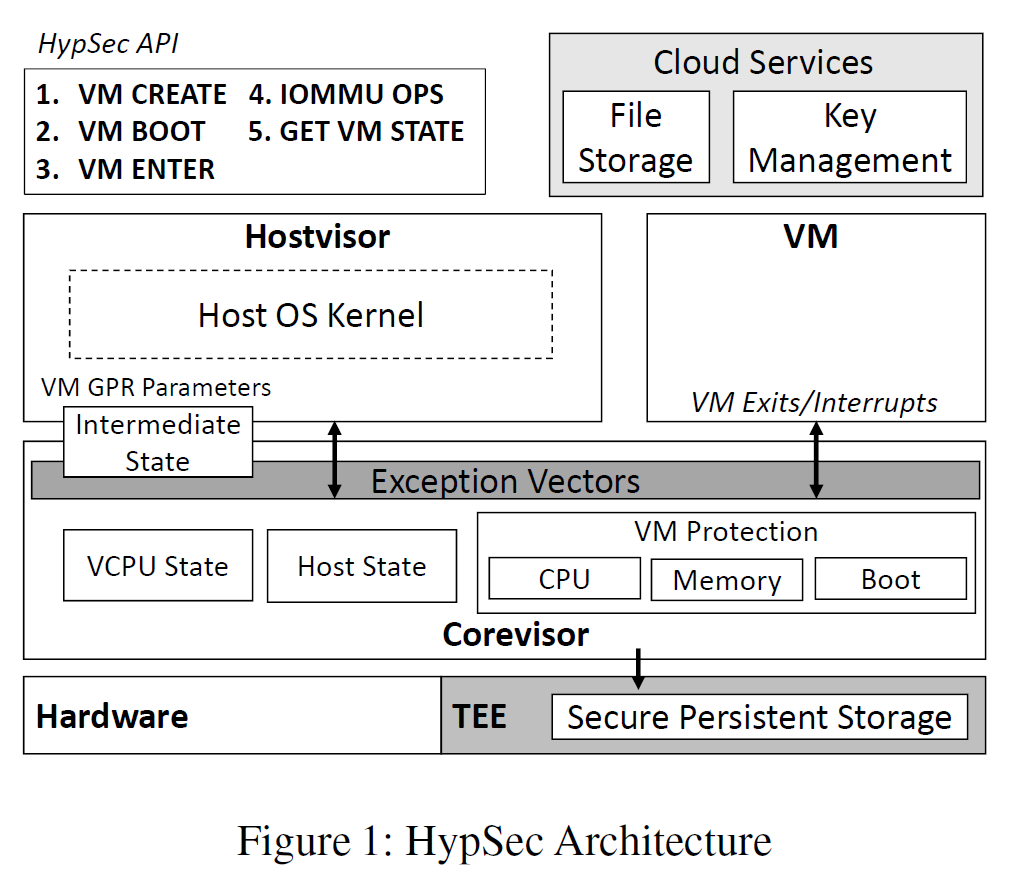 HypSec API
1. VM CREATE 4. IOMMU OPS
2. VM BOOT 5. GET VM STATE
3. VM ENTER
Cloud Services
File
Storage
Key
Management
Hostvisor
Host OS Kernel
VM GPR Parameters
VM
VM Exits/Interrupts
Intermediate
State
Exception Vectors
VCPU State
Host State
VM Protection
CPU
Memory
Boot
Corevisor
Hardware
TEE
Secure Persistent Storage
Figure 1: HypSec Architecture